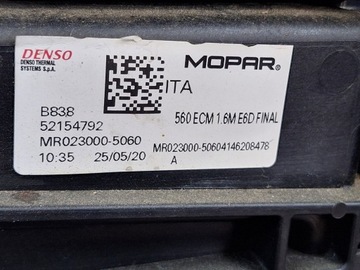 DENSO
DENSO THERMAL
SYSTEMS S.p.A.
MOPAR
ITA
B838
52154792
560 ECM 1.6M E6D FINAL
MR023000-5060
10:35 25/05/20
MR023000-50604146208478
A